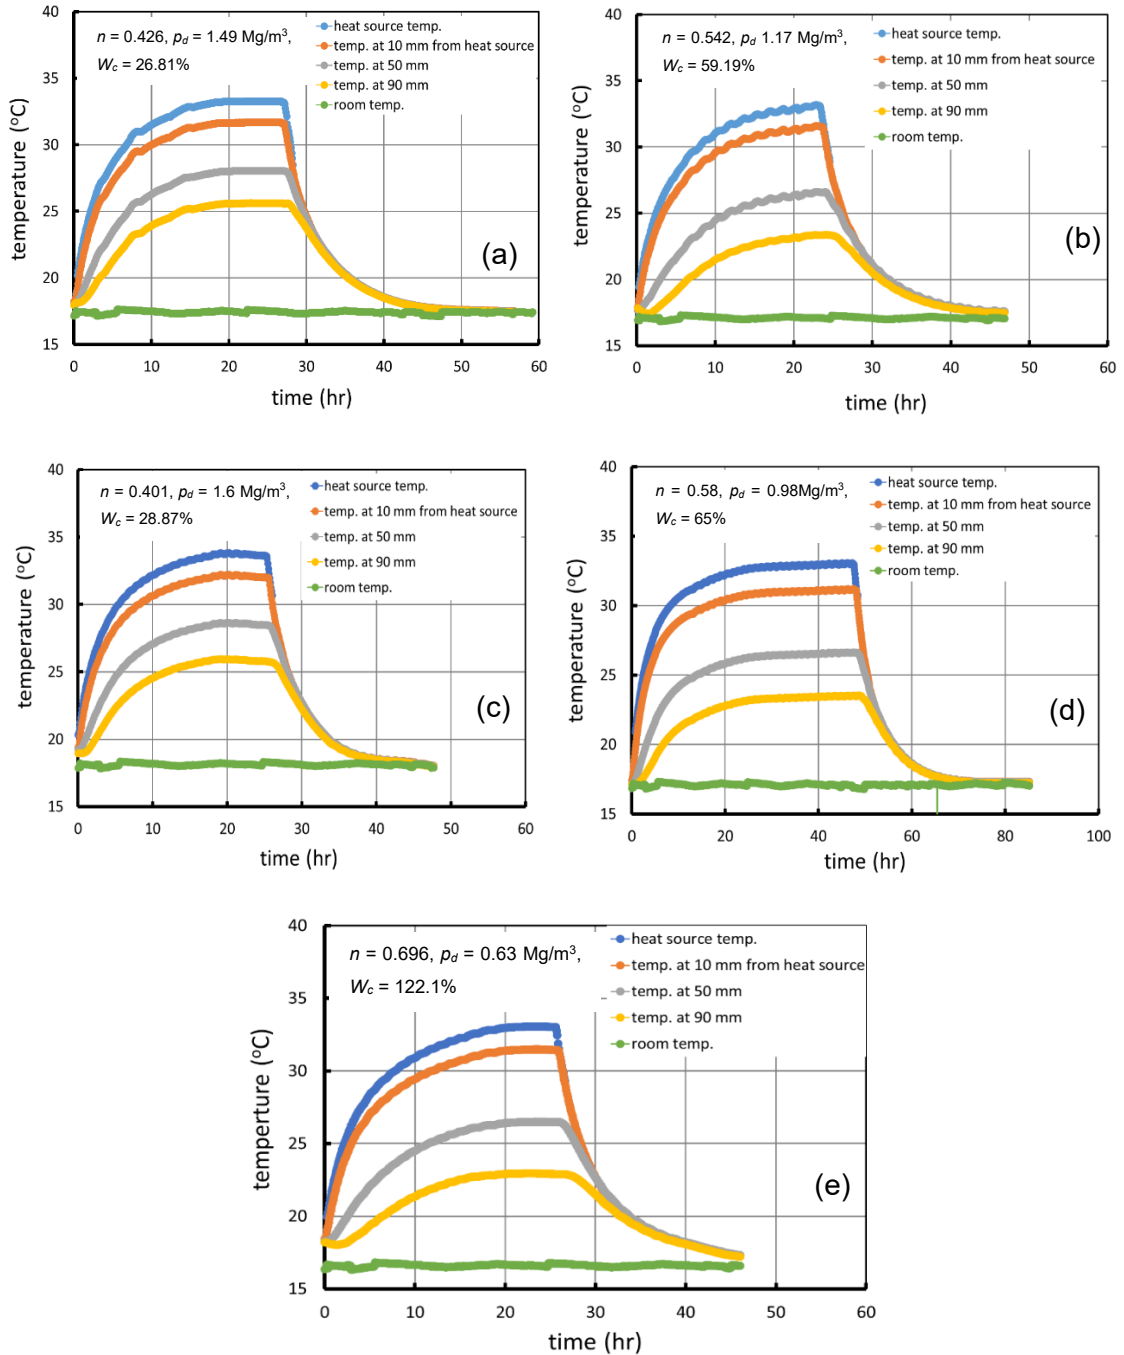 40
35
30
25
20
15
temperature (°C)
n = 0.426, pd = 1.49 Mg/m³,
Wc = 26.81%
heat source temp.
temp. at 10 mm from heat source
temp. at 50 mm
temp. at 90 mm
room temp.
(a)
0 10 20 30 40 50 60
time (hr)
40
35
30
25
20
15
temperature (°C)
n = 0.542, pd 1.17 Mg/m³,
Wc = 59.19%
heat source temp.
temp. at 10 mm from heat source
temp. at 50 mm
temp. at 90 mm
room temp.
(b)
0 10 20 30 40 50 60
time (hr)
40
35
30
25
20
15
temperature (°C)
n = 0.401, pd = 1.6 Mg/m³,
Wc = 28.87%
heat source temp.
temp. at 10 mm from heat source
temp. at 50 mm
temp. at 90 mm
room temp.
(c)
0 10 20 30 40 50 60
time (hr)
40
35
30
25
20
15
temperature (°C)
n = 0.58, pd = 0.98Mg/m³,
Wc = 65%
heat source temp.
temp. at 10 mm from heat source
temp. at 50 mm
temp. at 90 mm
room temp.
(d)
0 20 40 60 80 100
time (hr)
40
35
30
25
20
15
temperture (°C)
n = 0.696, pd = 0.63 Mg/m³,
Wc = 122.1%
heat source temp.
temp. at 10 mm from heat source
temp. at 50 mm
temp. at 90 mm
room temp.
(e)
0 10 20 30 40 50 60
time (hr)